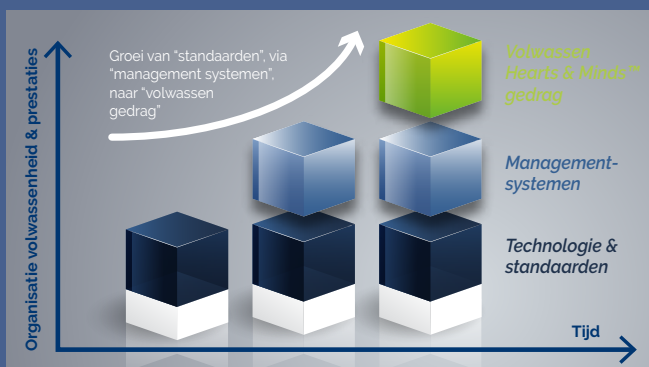 Groei van “standaarden”, via
“management systemen”,
naar “volwassen
gedrag”
Volwassen
Hearts & Minds™
gedrag
Management-
systemen
Technologie &
standaarden
Organisatie volwassenheid & prestaties
Tijd